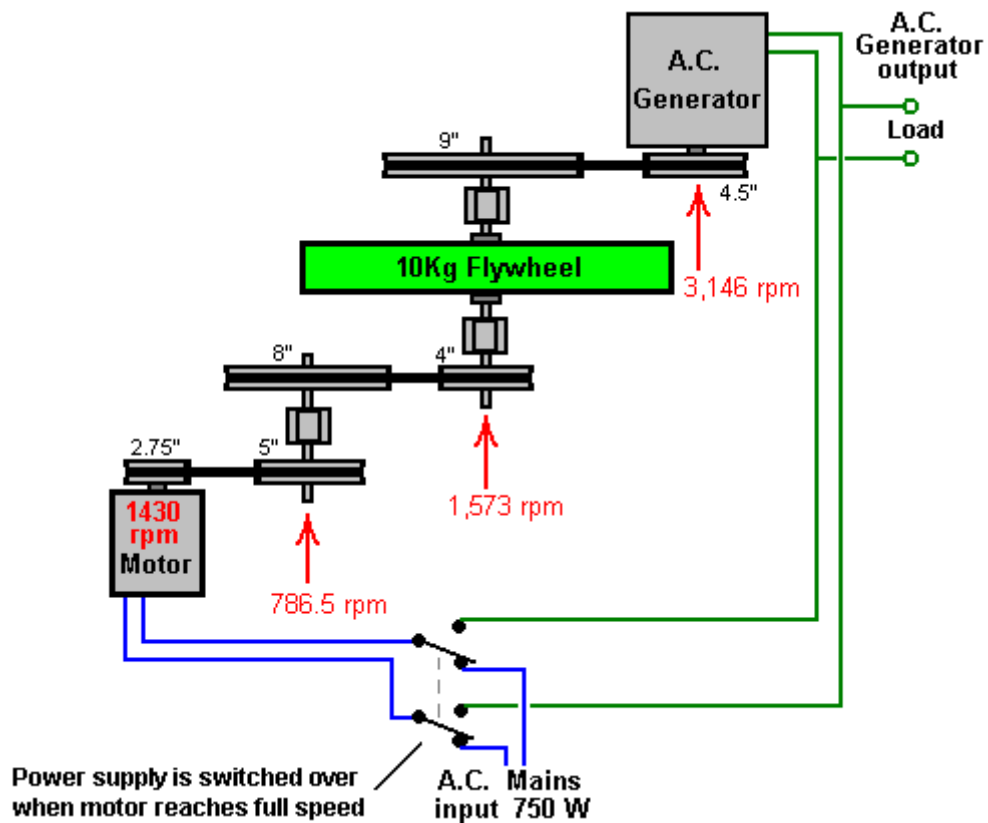 A.C.
Generator
output
A.C.
Generator
Load
9"
4.5"
10Kg Flywheel
3,146 rpm
8"
4"
2.75"
5"
1,573 rpm
1430
rpm
Motor
786.5 rpm
Power supply is switched over
when motor reaches full speed
A.C. Mains
input 750 W